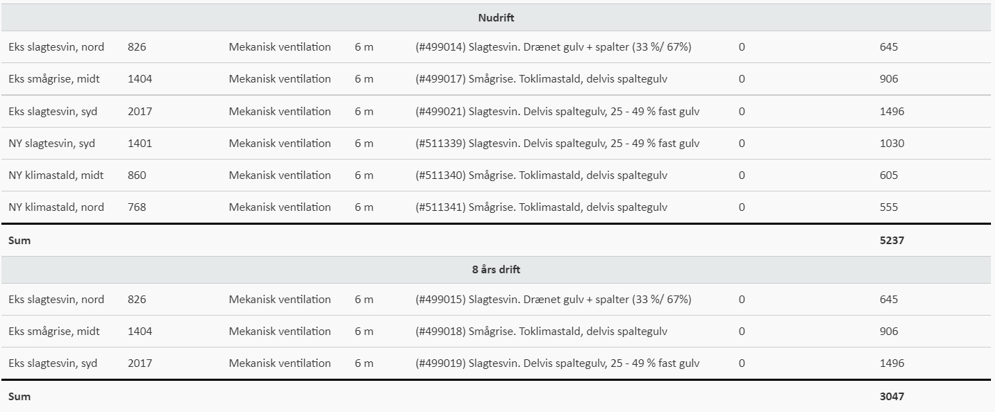 Nudrift
Eks slagtesvin, nord 826 Mekanisk ventilation 6 m (#499014) Slagtesvin. Drænet gulv + spalter (33 %/ 67%) 0 645
Eks smågrise, midt 1404 Mekanisk ventilation 6 m (#499017) Smågrise. Toklimastald, delvis spaltegulv 0 906
Eks slagtesvin, syd 2017 Mekanisk ventilation 6 m (#499021) Slagtesvin. Delvis spaltegulv, 25 - 49 % fast gulv 0 1496
NY slagtesvin, syd 1401 Mekanisk ventilation 6 m (#511339) Slagtesvin. Delvis spaltegulv, 25 - 49 % fast gulv 0 1030
NY klimastald, midt 860 Mekanisk ventilation 6 m (#511340) Smågrise. Toklimastald, delvis spaltegulv 0 605
NY klimastald, nord 768 Mekanisk ventilation 6 m (#511341) Smågrise. Toklimastald, delvis spaltegulv 0 555
Sum 5237
8 års drift
Eks slagtesvin, nord 826 Mekanisk ventilation 6 m (#499015) Slagtesvin. Drænet gulv + spalter (33 %/ 67%) 0 645
Eks smågrise, midt 1404 Mekanisk ventilation 6 m (#499018) Smågrise. Toklimastald, delvis spaltegulv 0 906
Eks slagtesvin, syd 2017 Mekanisk ventilation 6 m (#499019) Slagtesvin. Delvis spaltegulv, 25 - 49 % fast gulv 0 1496
Sum 3047